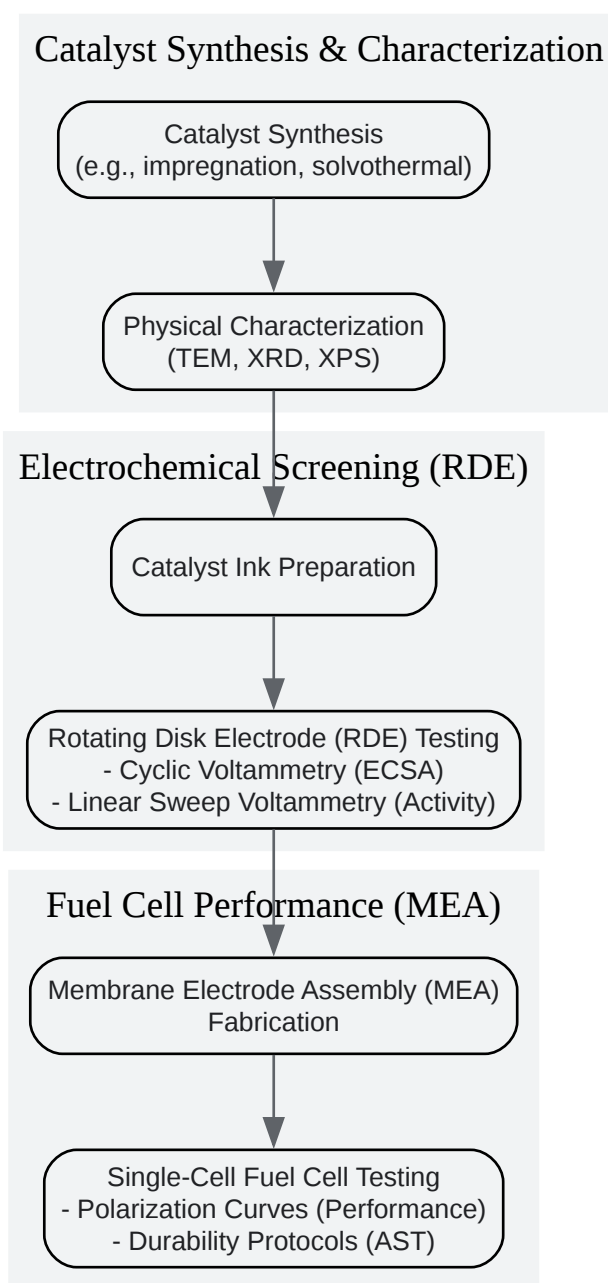 Catalyst Synthesis & Characterization
Catalyst Synthesis
(e.g., impregnation, solvothermal)
Physical Characterization
(TEM, XRD, XPS)
Electrochemical Screening (RDE)
Catalyst Ink Preparation
Rotating Disk Electrode (RDE) Testing
- Cyclic Voltammetry (ECSA)
- Linear Sweep Voltammetry (Activity)
Fuel Cell Performance (MEA)
Membrane Electrode Assembly (MEA)
Fabrication
Single-Cell Fuel Cell Testing
- Polarization Curves (Performance)
- Durability Protocols (AST)